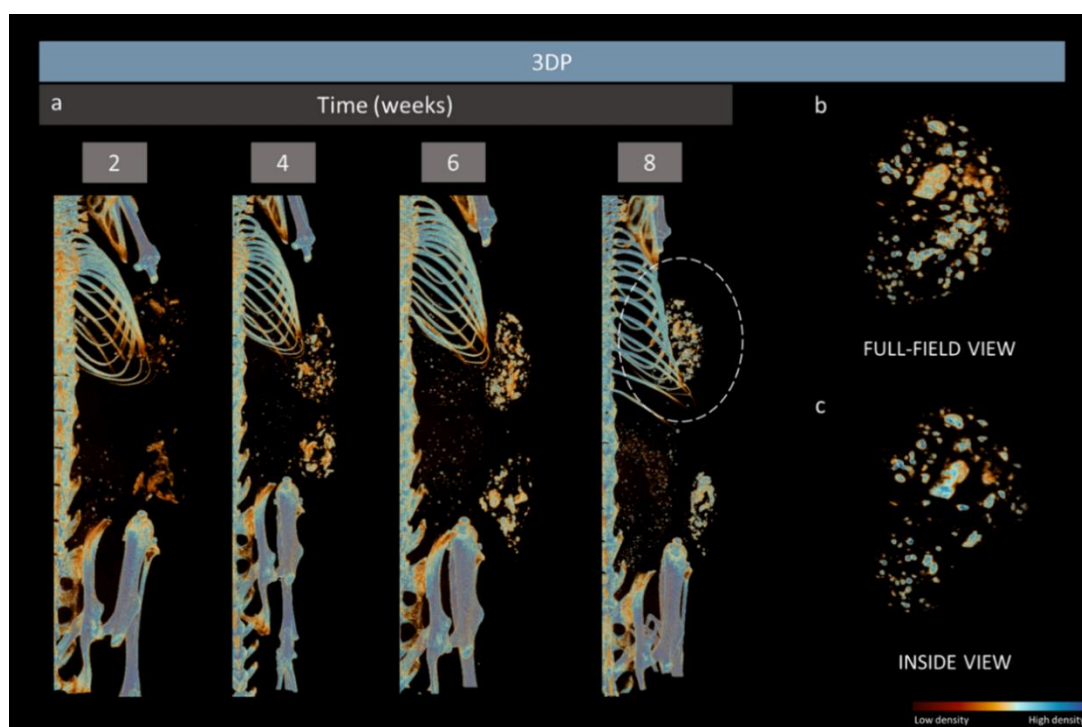 3DP
a
Time (weeks)
b
2
4
6
8
FULL-FIELD VIEW
c
INSIDE VIEW
Low density
High density